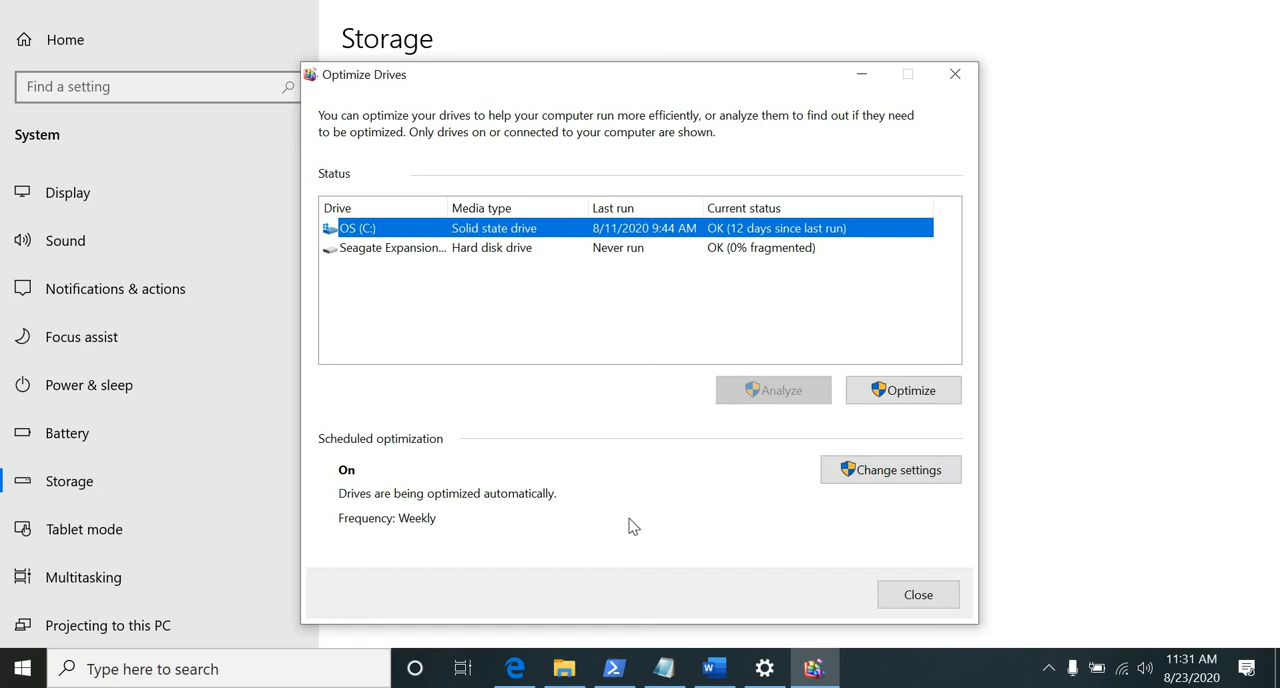 Home
Find a setting
System
Display
Sound
Notifications & actions
Focus assist
Power & sleep
Battery
Storage
Tablet mode
Multitasking
Projecting to this PC
Storage
Optimize Drives
You can optimize your drives to help your computer run more efficiently, or analyze them to find out if they need
to be optimized. Only drives on or connected to your computer are shown.
Status
Drive Media type Last run Current status
OS (C:) Solid state drive 8/11/2020 9:44 AM OK (12 days since last run)
Seagate Expansion... Hard disk drive Never run OK (0% fragmented)
Analyze Optimize
Scheduled optimization
On Change settings
Drives are being optimized automatically.
Frequency: Weekly
Close
Type here to search
11:31 AM
8/23/2020